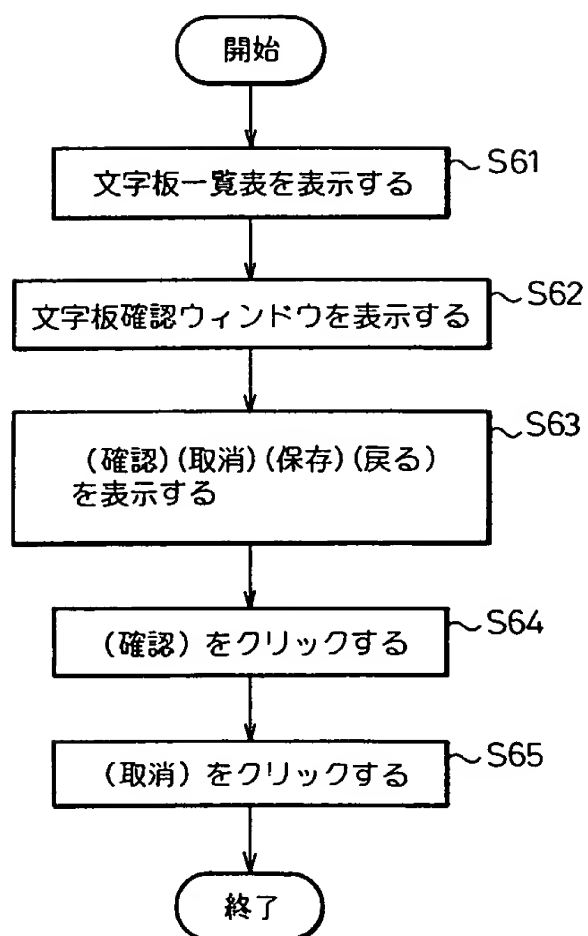 開始
文字板一覧表を表示する
S61
文字板確認ウィンドウを表示する
S62
(確認)(取消)(保存)(戻る)
を表示する
S63
(確認)をクリックする
S64
(取消)をクリックする
S65
終了